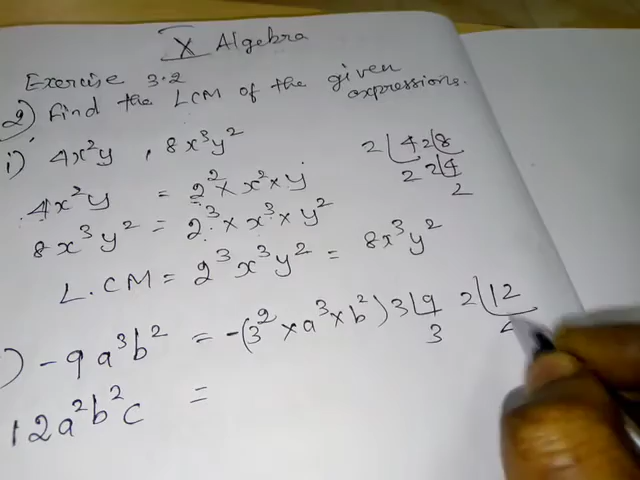 X Algebra
Exercise 3.2
2) Find the LCM of the given expressions.
i) 4x²y , 8x³y²
2 4 2 8
2 2 4
2
4x²y = 2² × x² × y
8x³y² = 2³ × x³ × y²
L.CM = 2³x³y² = 8x³y²
) -9a³b² = -(3² × a³ × b²) 3 9 2 12
3
12a²b²c =